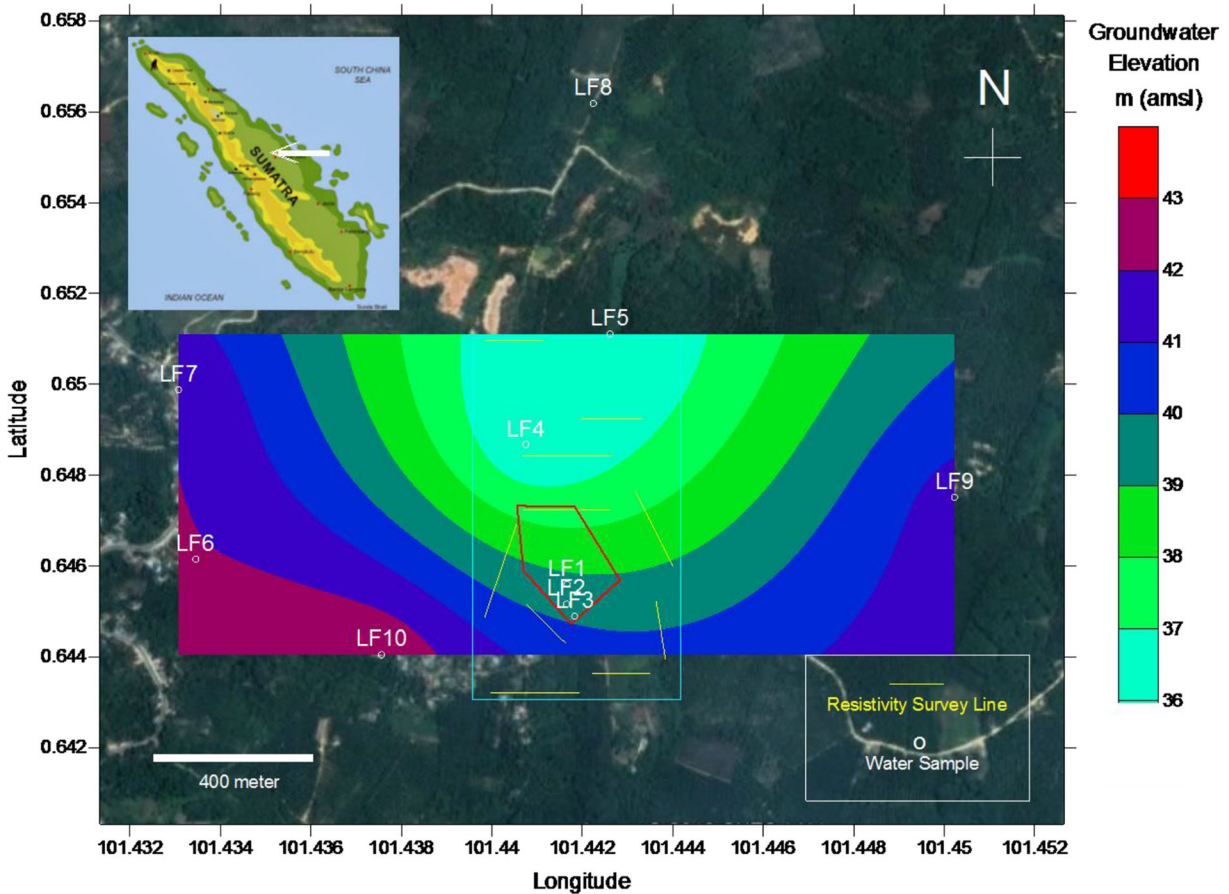 0.658
0.656
0.654
0.652
0.65
0.648
0.646
0.644
0.642
Latitude
SOUTH CHINA
SEA
SUMATRA
INDIAN OCEAN
N
LF8
LF5
LF7
LF4
LF9
LF6
LF1
LF2
LF3
LF10
400 meter
Resistivity Survey Line
Water Sample
101.432
101.434
101.436
101.438
101.44
101.442
101.444
101.446
101.448
101.45
101.452
Longitude
Groundwater
Elevation
m (amsl)
43
42
41
40
39
38
37
36